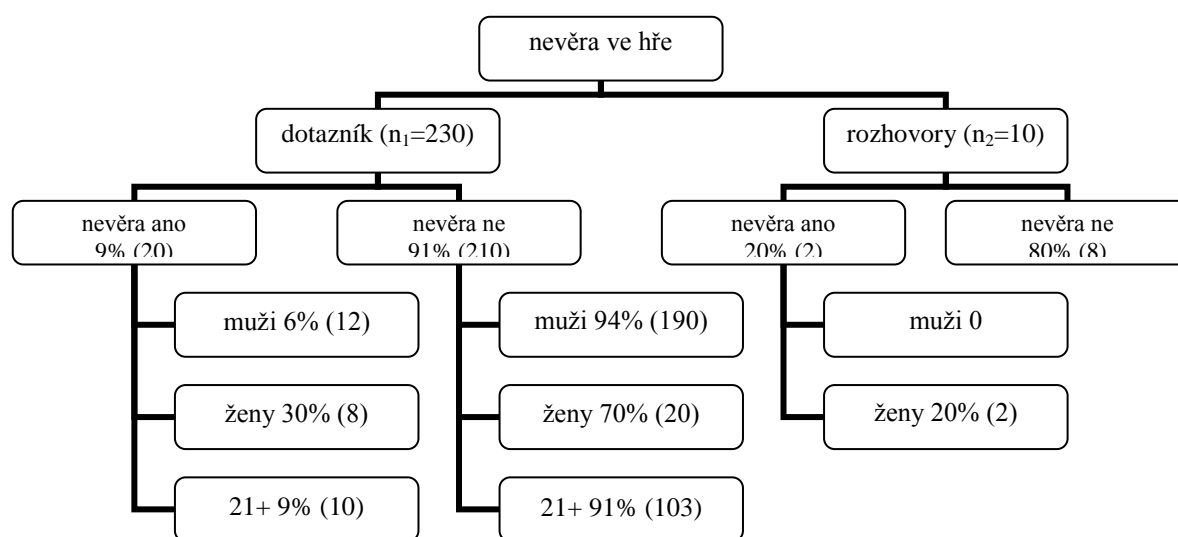 nevěra ve hře
dotazník (n₁=230)
rozhovory (n₂=10)
nevěra ano
9% (20)
nevěra ne
91% (210)
nevěra ano
20% (2)
nevěra ne
80% (8)
muži 6% (12)
muži 94% (190)
muži 0
ženy 30% (8)
ženy 70% (20)
ženy 20% (2)
21+ 9% (10)
21+ 91% (103)